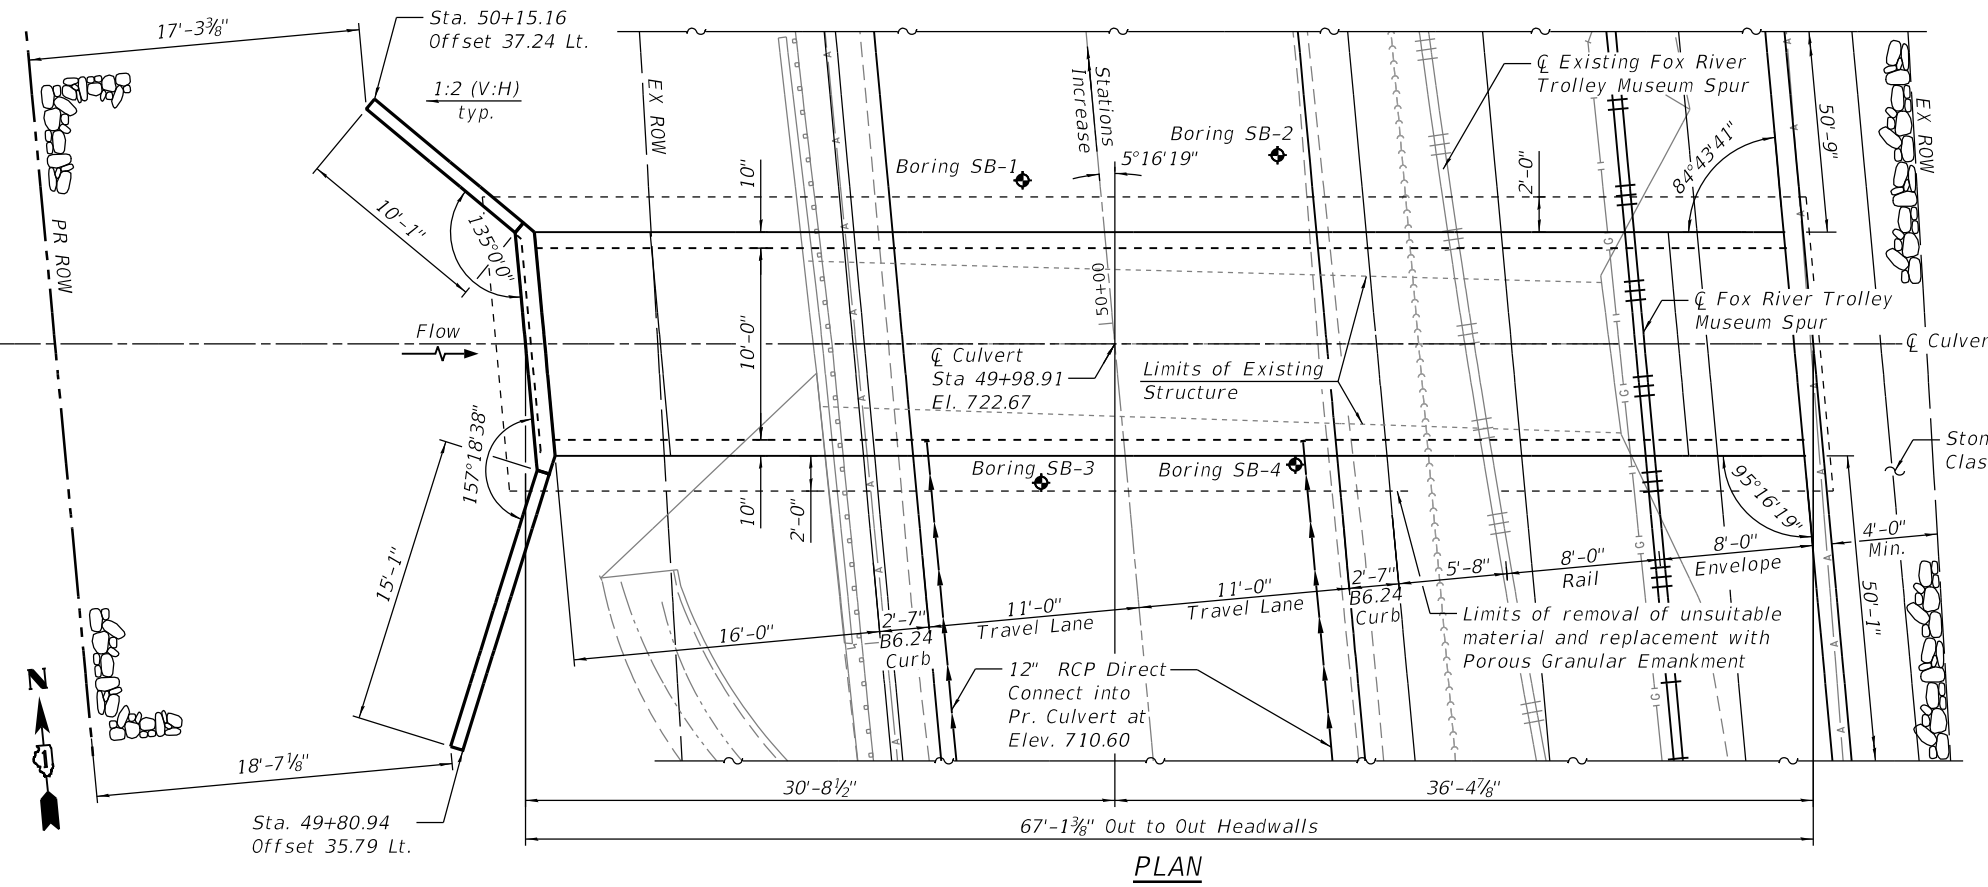 17'-3⅜"
Sta. 50+15.16
Offset 37.24 Lt.
1:2 (V:H)
typ.
EX ROW
Stations
Increase
5°16'19"
Boring SB-1
Boring SB-2
℄ Existing Fox River
Trolley Museum Spur
2'-0"
84°43'41"
50'-9"
EX ROW
PR ROW
10'-1"
135°0'0"
10"
10'-0"
50+00
Flow
℄ Culvert
Sta 49+98.91
El. 722.67
Limits of Existing
Structure
℄ Fox River Trolley
Museum Spur
℄ Culver
157°18'38"
15'-1"
10"
2'-0"
Boring SB-3
Boring SB-4
95°16'19"
Ston
Clas
4'-0"
Min.
50'-1"
16'-0"
2'-7"
B6.24
Curb
11'-0"
Travel Lane
11'-0"
Travel Lane
2'-7"
B6.24
Curb
5'-8"
8'-0"
Rail
8'-0"
Envelope
Limits of removal of unsuitable
material and replacement with
Porous Granular Emankment
12" RCP Direct
Connect into
Pr. Culvert at
Elev. 710.60
N
1
18'-7⅛"
Sta. 49+80.94
Offset 35.79 Lt.
30'-8½"
36'-4⅞"
67'-1⅜" Out to Out Headwalls
PLAN
A
A
A
A
A
A
A
A
A
A
G
G
G
G